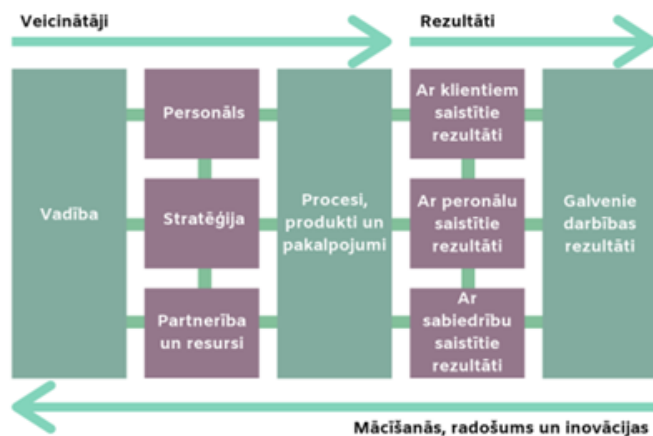 Veicinātāji
Rezultāti
Vadība
Personāls
Stratēģija
Partnerība
un resursi
Procesi,
produkti un
pakalpojumi
Ar klientiem
saistītie
rezultāti
Ar peronālu
saistītie
rezultāti
Ar
sabiedrību
saistītie
rezultāti
Galvenie
darbības
rezultāti
Mācīšanās, radošums un inovācijas